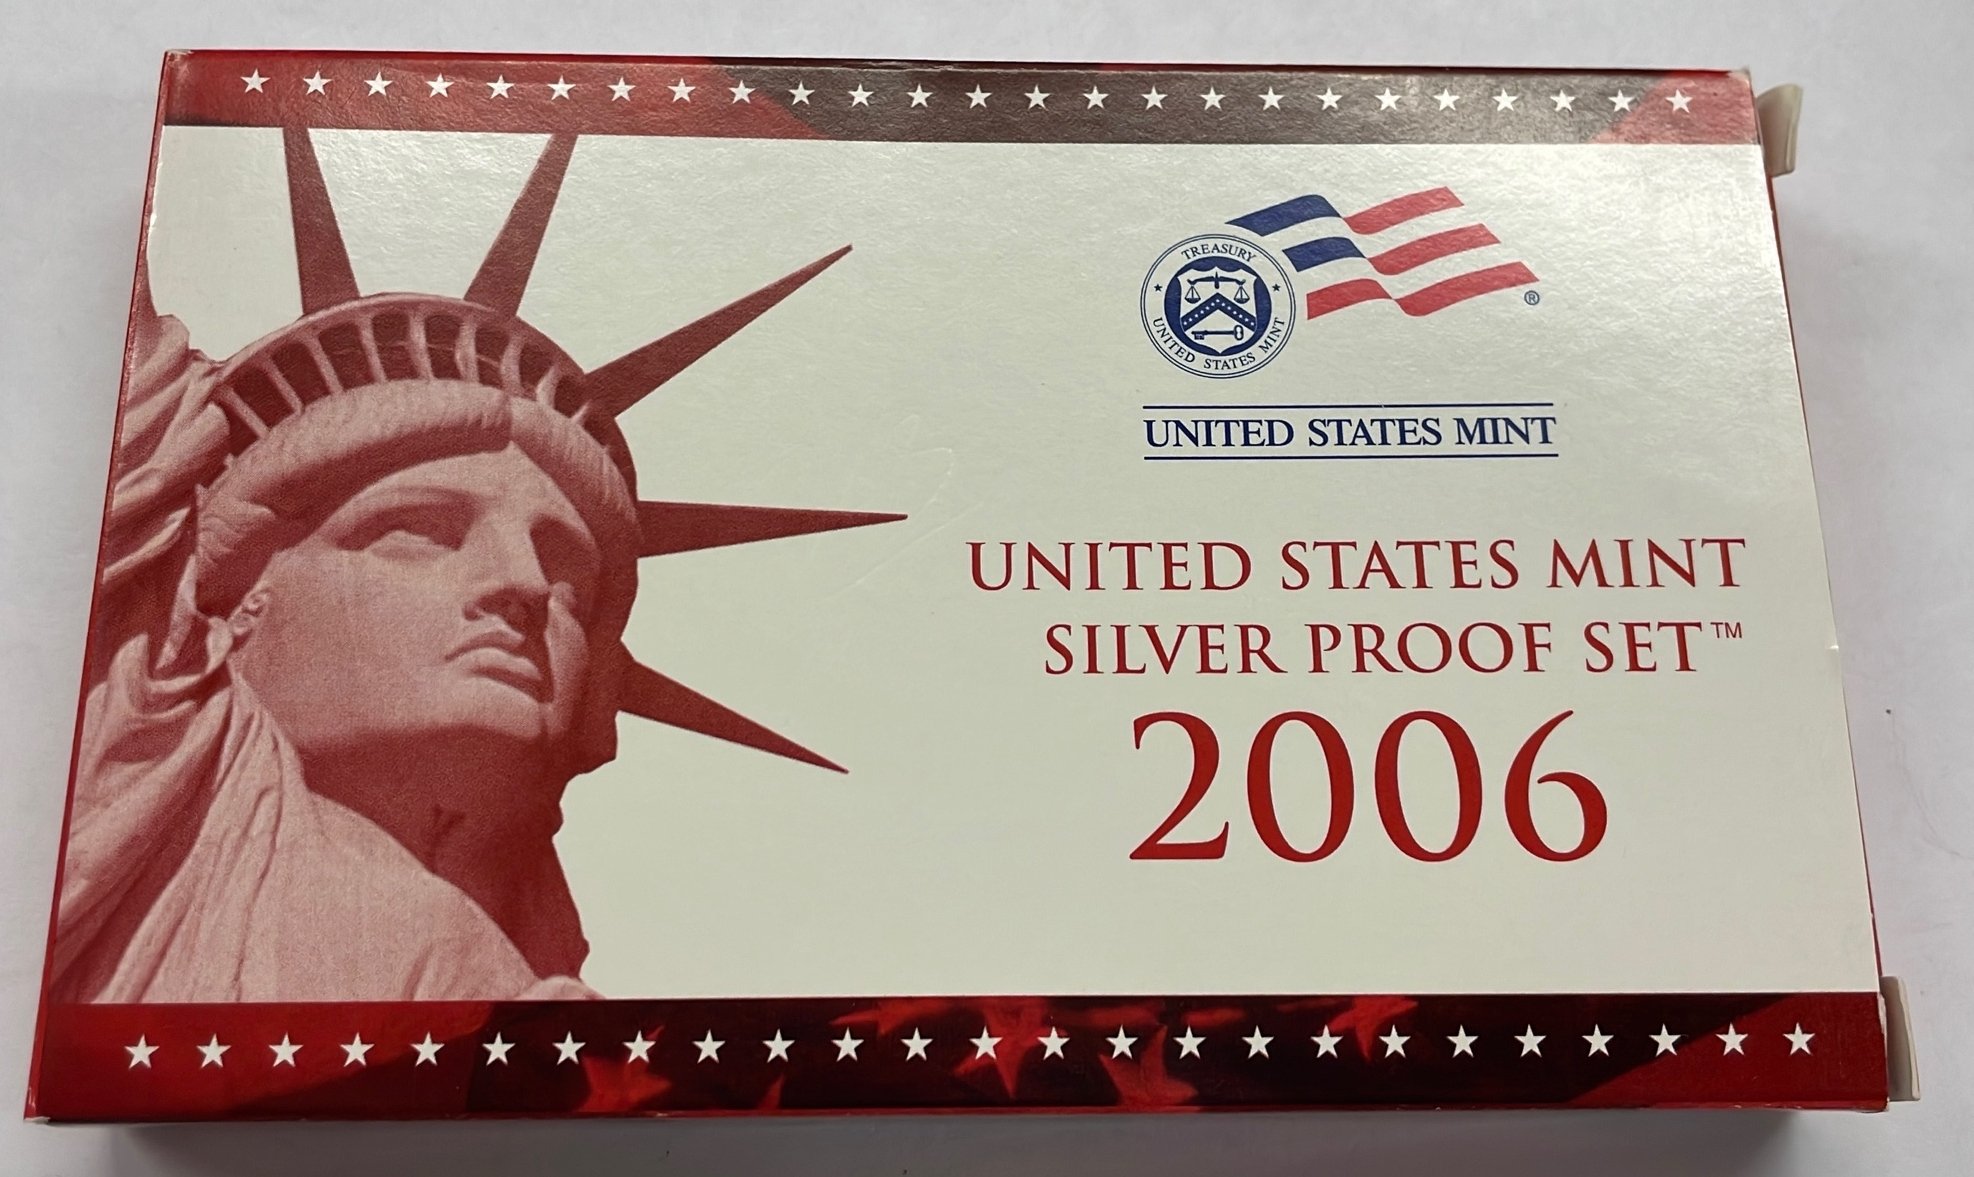 TREASURY
UNITED STATES MINT
®
UNITED STATES MINT
UNITED STATES MINT
SILVER PROOF SET™
2006